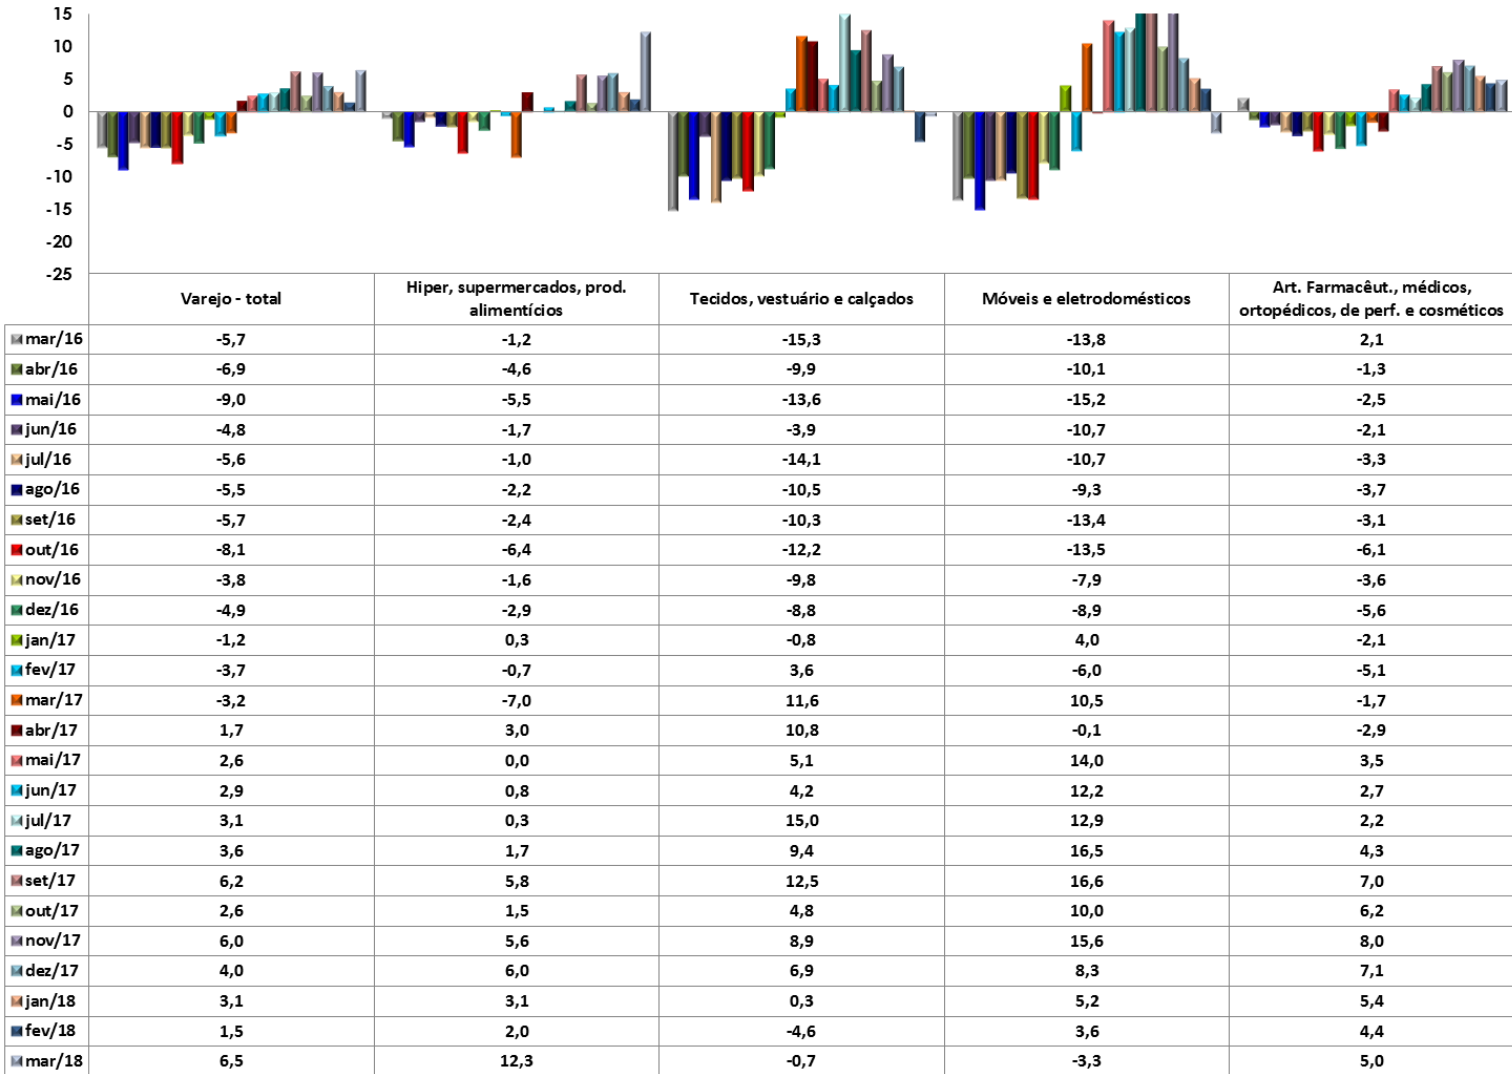 15
10
5
0
-5
-10
-15
-20
-25
Varejo - total
Hiper, supermercados, prod.
alimentícios
Tecidos, vestuário e calçados
Móveis e eletrodomésticos
Art. Farmacêut., médicos,
ortopédicos, de perf. e cosméticos
mar/16 -5,7 -1,2 -15,3 -13,8 2,1
abr/16 -6,9 -4,6 -9,9 -10,1 -1,3
mai/16 -9,0 -5,5 -13,6 -15,2 -2,5
jun/16 -4,8 -1,7 -3,9 -10,7 -2,1
jul/16 -5,6 -1,0 -14,1 -10,7 -3,3
ago/16 -5,5 -2,2 -10,5 -9,3 -3,7
set/16 -5,7 -2,4 -10,3 -13,4 -3,1
out/16 -8,1 -6,4 -12,2 -13,5 -6,1
nov/16 -3,8 -1,6 -9,8 -7,9 -3,6
dez/16 -4,9 -2,9 -8,8 -8,9 -5,6
jan/17 -1,2 0,3 -0,8 4,0 -2,1
fev/17 -3,7 -0,7 3,6 -6,0 -5,1
mar/17 -3,2 -7,0 11,6 10,5 -1,7
abr/17 1,7 3,0 10,8 -0,1 -2,9
mai/17 2,6 0,0 5,1 14,0 3,5
jun/17 2,9 0,8 4,2 12,2 2,7
jul/17 3,1 0,3 15,0 12,9 2,2
ago/17 3,6 1,7 9,4 16,5 4,3
set/17 6,2 5,8 12,5 16,6 7,0
out/17 2,6 1,5 4,8 10,0 6,2
nov/17 6,0 5,6 8,9 15,6 8,0
dez/17 4,0 6,0 6,9 8,3 7,1
jan/18 3,1 3,1 0,3 5,2 5,4
fev/18 1,5 2,0 -4,6 3,6 4,4
mar/18 6,5 12,3 -0,7 -3,3 5,0